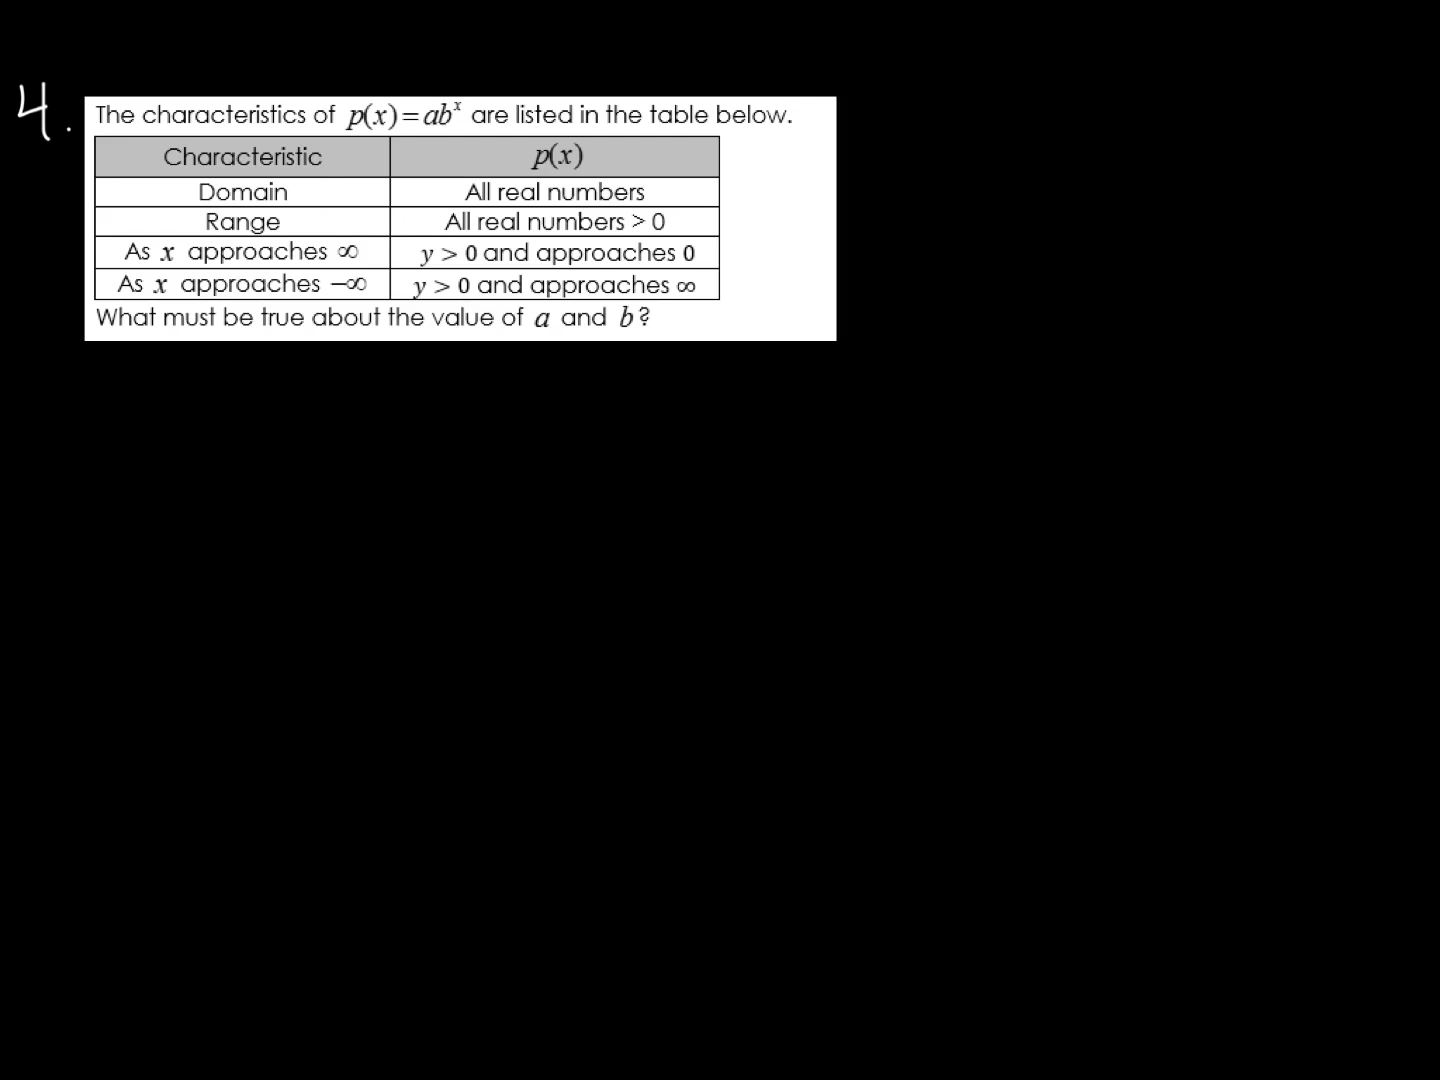 4.
The characteristics of p(x)=abˣ are listed in the table below.
Characteristic p(x)
Domain All real numbers
Range All real numbers > 0
As x approaches ∞ y > 0 and approaches 0
As x approaches −∞ y > 0 and approaches ∞
What must be true about the value of a and b?